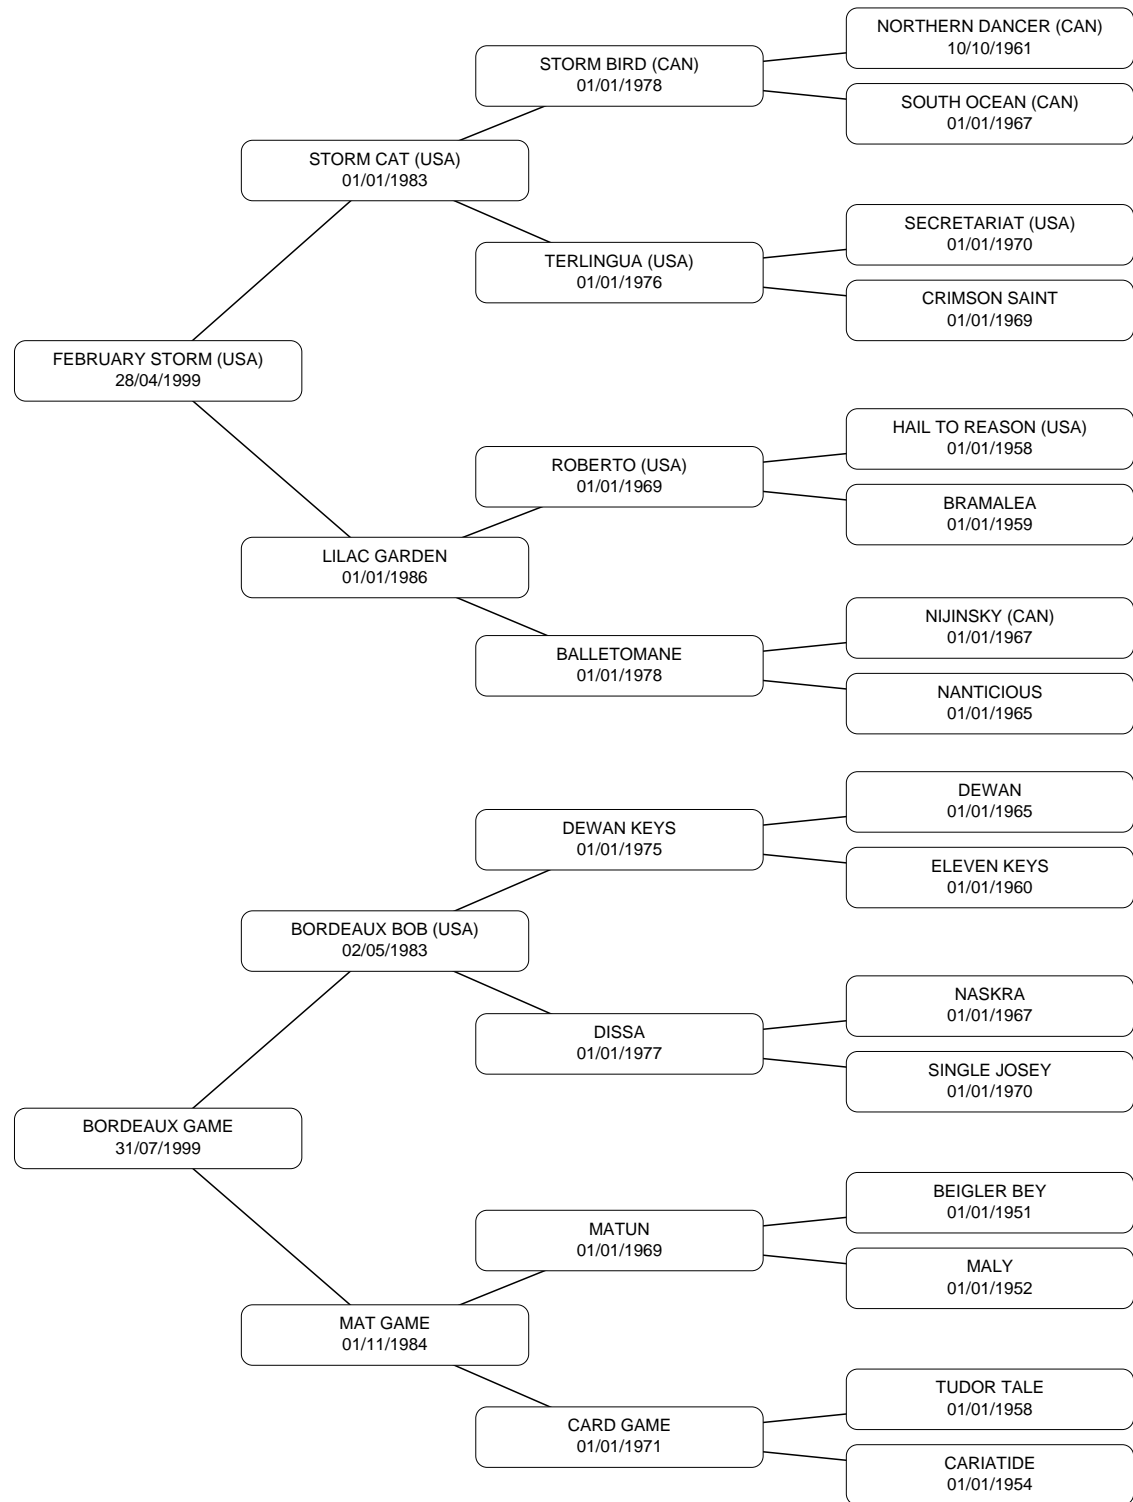 NORTHERN DANCER (CAN)
10/10/1961
STORM BIRD (CAN)
01/01/1978
SOUTH OCEAN (CAN)
01/01/1967
STORM CAT (USA)
01/01/1983
SECRETARIAT (USA)
01/01/1970
TERLINGUA (USA)
01/01/1976
CRIMSON SAINT
01/01/1969
FEBRUARY STORM (USA)
28/04/1999
HAIL TO REASON (USA)
01/01/1958
ROBERTO (USA)
01/01/1969
BRAMALEA
01/01/1959
LILAC GARDEN
01/01/1986
NIJINSKY (CAN)
01/01/1967
BALLETOMANE
01/01/1978
NANTICIOUS
01/01/1965
DEWAN
01/01/1965
DEWAN KEYS
01/01/1975
ELEVEN KEYS
01/01/1960
BORDEAUX BOB (USA)
02/05/1983
NASKRA
01/01/1967
DISSA
01/01/1977
SINGLE JOSEY
01/01/1970
BORDEAUX GAME
31/07/1999
BEIGLER BEY
01/01/1951
MATUN
01/01/1969
MALY
01/01/1952
MAT GAME
01/11/1984
TUDOR TALE
01/01/1958
CARD GAME
01/01/1971
CARIATIDE
01/01/1954